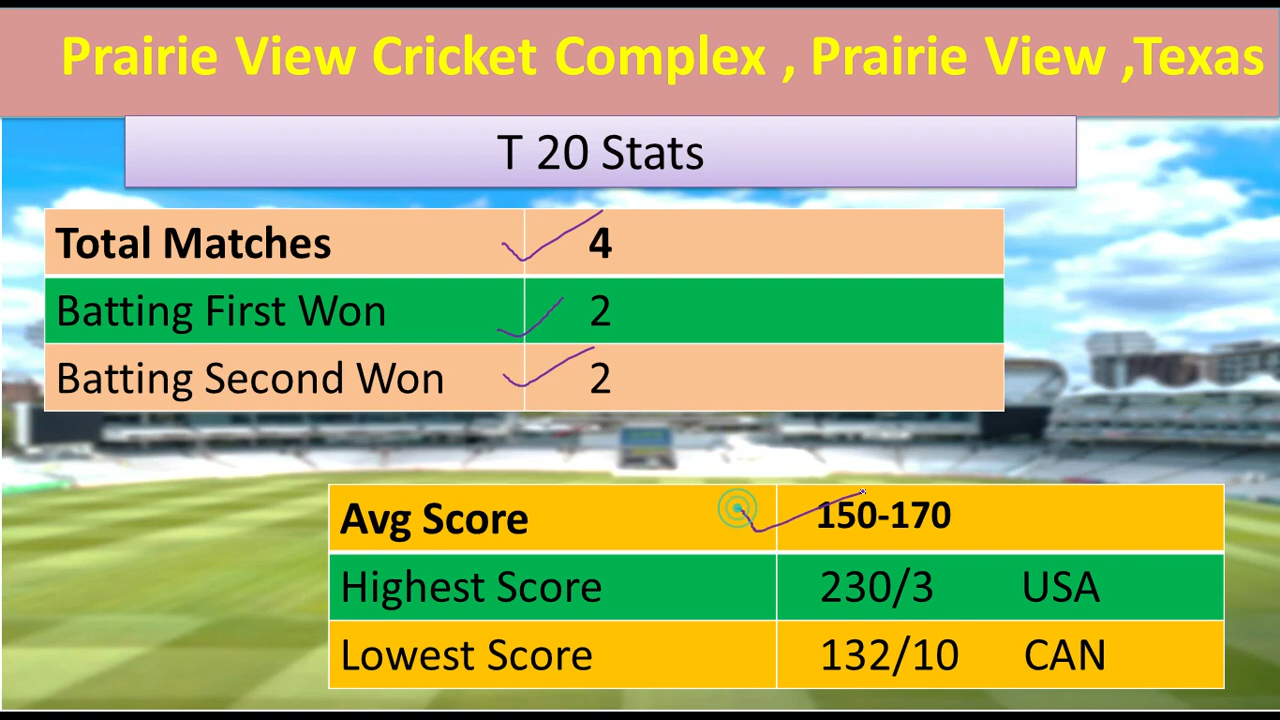 Prairie View Cricket Complex , Prairie View ,Texas
T 20 Stats
Total Matches 4
Batting First Won 2
Batting Second Won 2
Avg Score 150-170
Highest Score 230/3 USA
Lowest Score 132/10 CAN